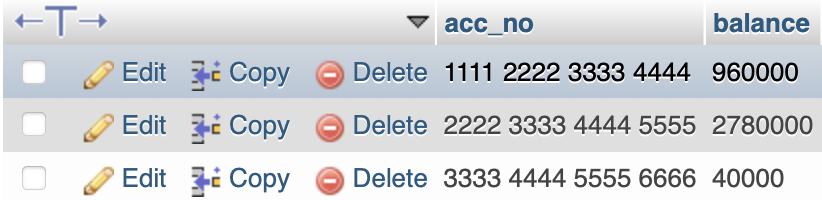 ←T→ acc_no balance
Edit Copy Delete 1111 2222 3333 4444 960000
Edit Copy Delete 2222 3333 4444 5555 2780000
Edit Copy Delete 3333 4444 5555 6666 40000